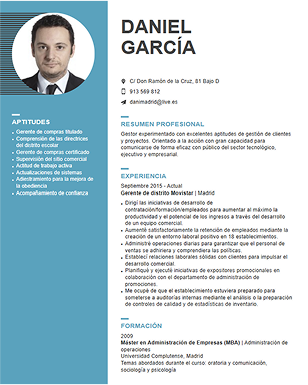 DANIEL
GARCÍA
C/ Don Ramón de la Cruz, 81 Bajo D
913 569 812
danimadrid@live.es
APTITUDES
Gerente de compras titulado
Comprensión de las directrices
del distrito escolar
Gerente de compras certificado
Supervisión del sitio comercial
Actitud de trabajo activa
Actualizaciones de sistemas
Adiestramiento para la mejora de
la obediencia
Acompañamiento de confianza
RESUMEN PROFESIONAL
Gestor experimentado con excelentes aptitudes de gestión de clientes
y proyectos. Orientado a la acción con gran capacidad para
comunicarse de forma eficaz con público del sector tecnológico,
ejecutivo y empresarial.
EXPERIENCIA
Septiembre 2015 - Actual
Gerente de distrito Movistar | Madrid
Dirigí las iniciativas de desarrollo de
contratación/formación/empleados para aumentar al máximo la
productividad y el potencial de los ingresos a través del desarrollo
de un equipo comercial.
Aumenté satisfactoriamente la retención de empleados mediante la
creación de un entorno laboral positivo en 18 establecimientos.
Administré operaciones diarias para garantizar que el personal de
ventas se adhiriera y comprendiera las políticas.
Establecí relaciones laborales sólidas con clientes para impulsar el
desarrollo comercial.
Planifiqué y ejecuté iniciativas de expositores promocionales en
colaboración con el departamento de administración de
promociones.
Me ocupé de que el establecimiento estuviera preparado para
someterse a auditorías internas mediante el análisis o la preparación
de controles de calidad y de estándares de eficiencia.
FORMACIÓN
2009
Máster en Administración de Empresas (MBA) | Administración de
operaciones
Universidad Complutense, Madrid
Temas abordados durante el curso: oratoria y comunicación,
sociología y psicología